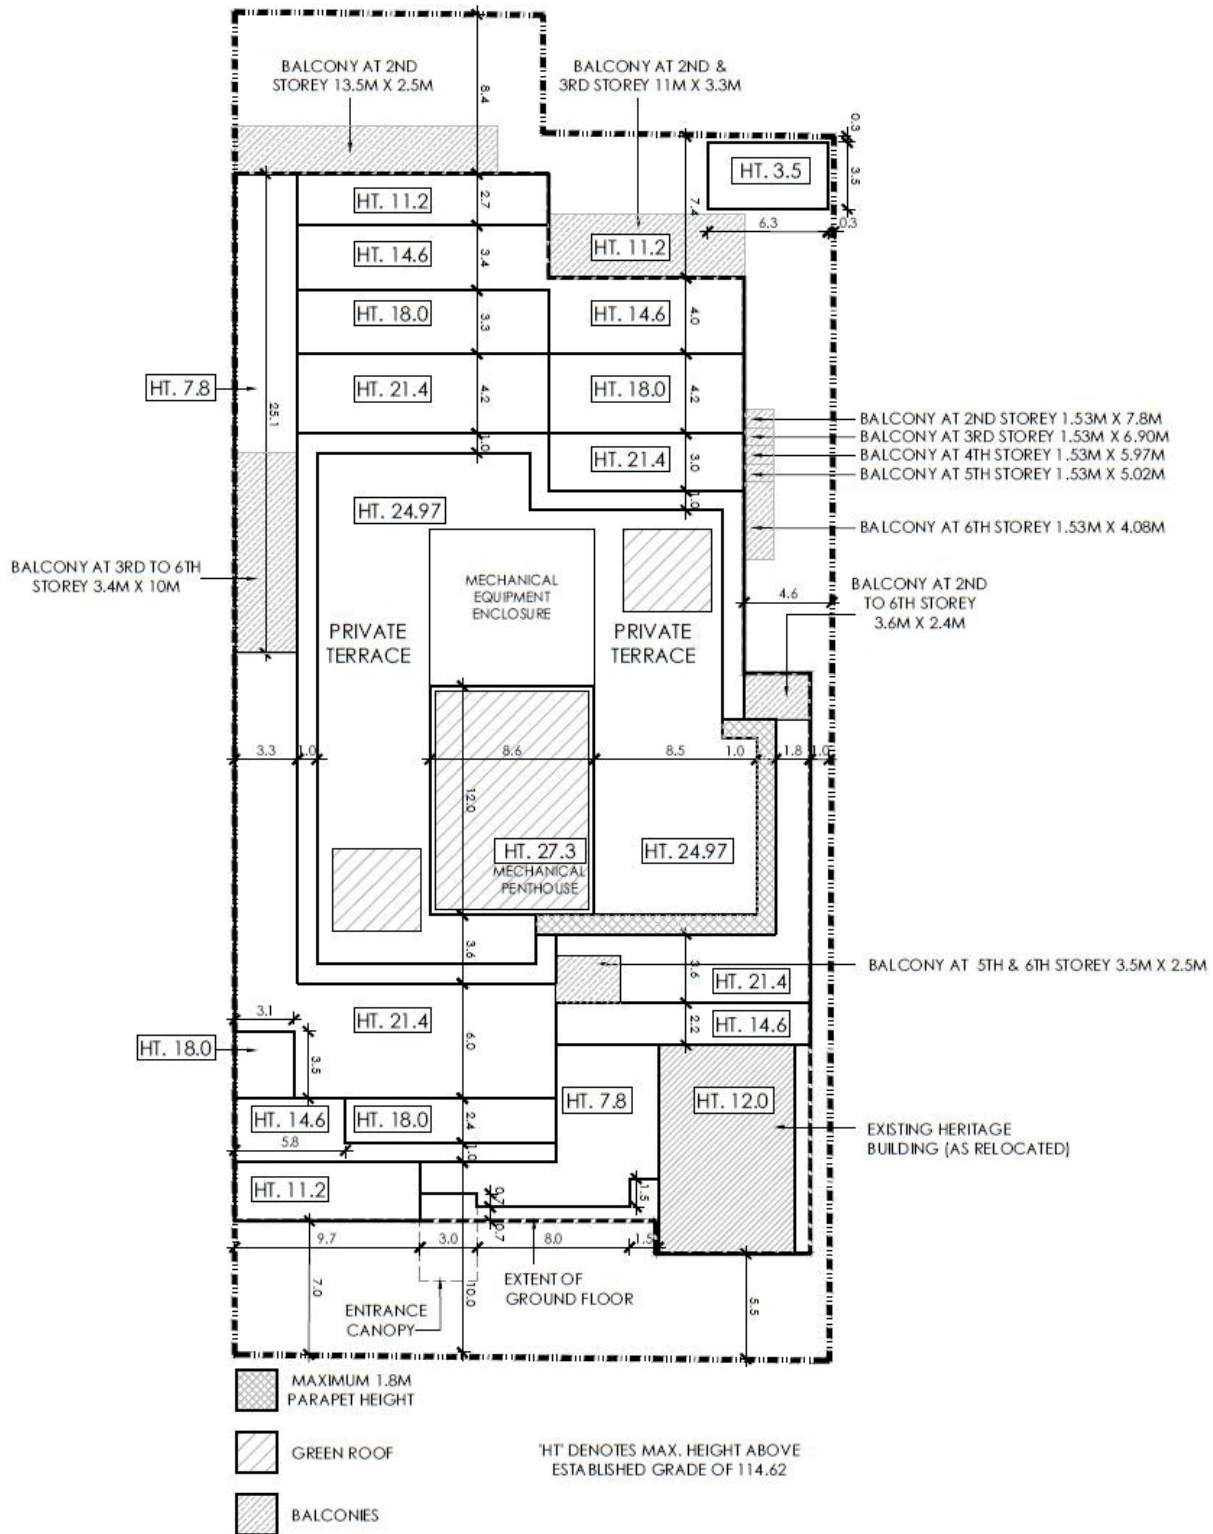 BALCONY AT 2ND
STOREY 13.5M X 2.5M
BALCONY AT 2ND &
3RD STOREY 11M X 3.3M
8.4
0.3
HT. 3.5
3.5
HT. 11.2
2.7
7.4
6.3
0.3
HT. 14.6
3.4
HT. 11.2
HT. 18.0
3.3
HT. 14.6
4.0
HT. 7.8
25.1
HT. 21.4
4.2
HT. 18.0
4.2
BALCONY AT 2ND STOREY 1.53M X 7.8M
BALCONY AT 3RD STOREY 1.53M X 6.90M
BALCONY AT 4TH STOREY 1.53M X 5.97M
BALCONY AT 5TH STOREY 1.53M X 5.02M
1.0
HT. 21.4
3.0
1.0
HT. 24.97
BALCONY AT 6TH STOREY 1.53M X 4.08M
BALCONY AT 3RD TO 6TH
STOREY 3.4M X 10M
MECHANICAL
EQUIPMENT
ENCLOSURE
4.6
BALCONY AT 2ND
TO 6TH STOREY
3.6M X 2.4M
PRIVATE
TERRACE
PRIVATE
TERRACE
3.3
1.0
8.6
8.5
1.0
1.8
1.0
12.0
HT. 27.3
MECHANICAL
PENTHOUSE
HT. 24.97
3.6
3.6
BALCONY AT 5TH & 6TH STOREY 3.5M X 2.5M
HT. 21.4
3.1
HT. 21.4
6.0
2.2
HT. 14.6
HT. 18.0
3.5
HT. 14.6
HT. 18.0
2.4
HT. 7.8
HT. 12.0
5.8
1.0
EXISTING HERITAGE
BUILDING (AS RELOCATED)
HT. 11.2
0.7
1.5
0.7
9.7
3.0
8.0
1.5
7.0
10.0
EXTENT OF
GROUND FLOOR
5.5
ENTRANCE
CANOPY
MAXIMUM 1.8M
PARAPET HEIGHT
GREEN ROOF
'HT' DENOTES MAX. HEIGHT ABOVE
ESTABLISHED GRADE OF 114.62
BALCONIES